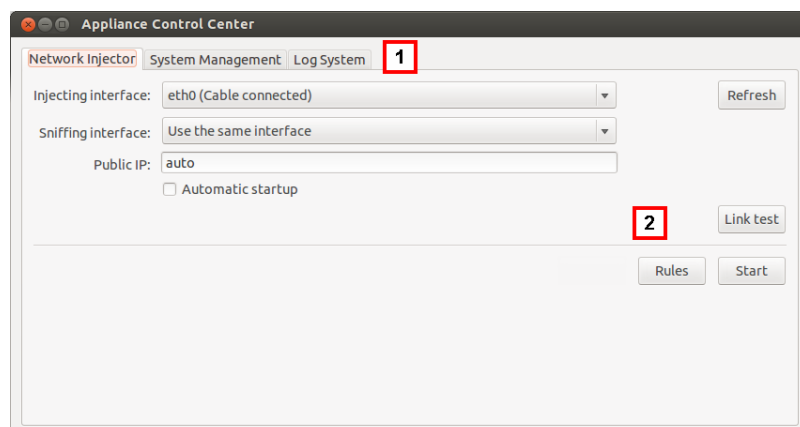 Appliance Control Center
Network Injector System Management Log System 1
Injecting interface: eth0 (Cable connected) Refresh
Sniffing interface: Use the same interface
Public IP: auto
Automatic startup
2 Link test
Rules Start